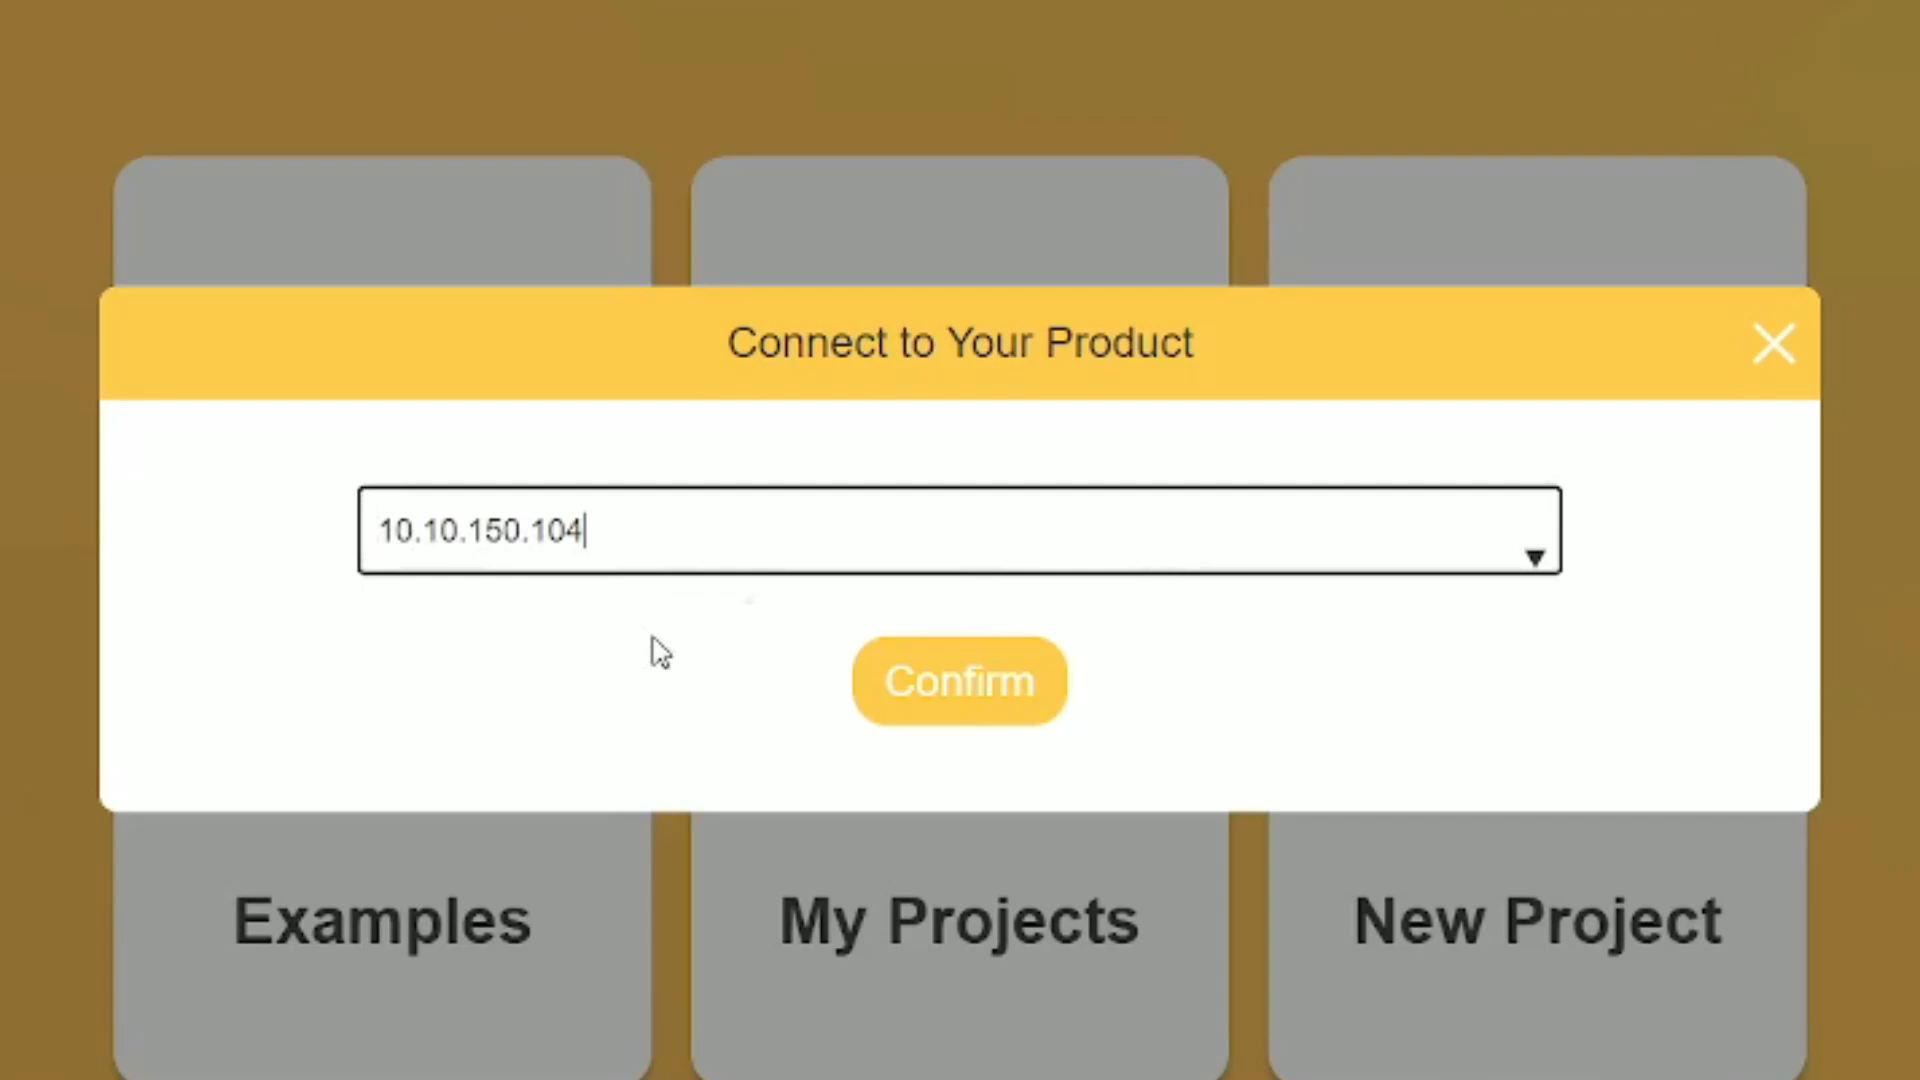 Connect to Your Product
10.10.150.104
Confirm
Examples
My Projects
New Project